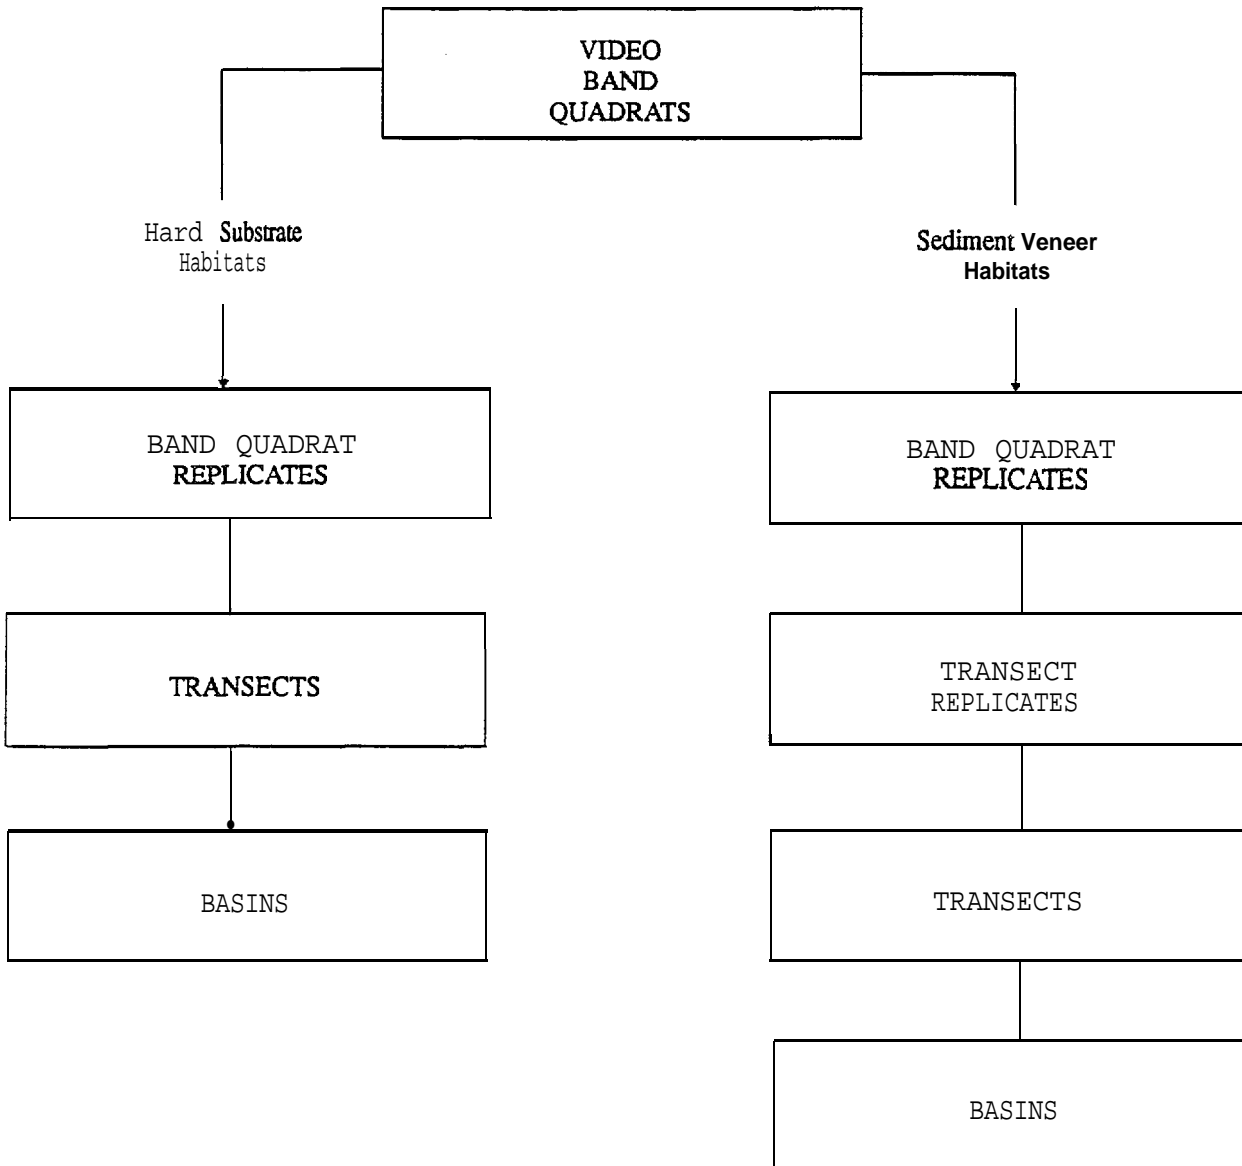 VIDEO
BAND
QUADRATS
Hard Substrate
Habitats
Sediment Veneer
Habitats
BAND QUADRAT
REPLICATES
BAND QUADRAT
REPLICATES
TRANSECTS
TRANSECT
REPLICATES
BASINS
TRANSECTS
BASINS